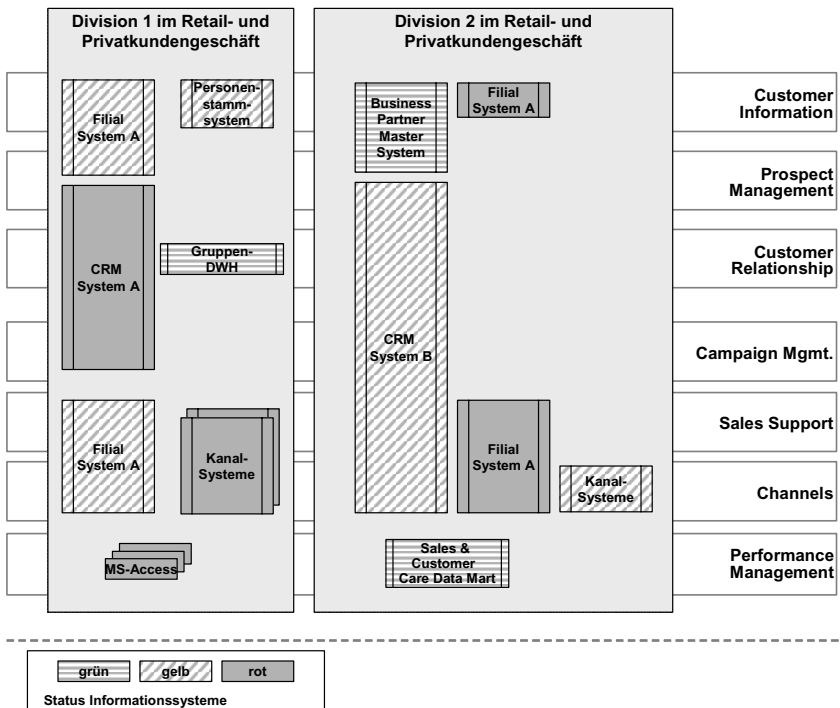 Division 1 im Retail- und
Privatkundengeschäft
Division 2 im Retail- und
Privatkundengeschäft
Filial
System A
Personen-
stamm-
system
Business
Partner
Master
System
Filial
System A
Customer
Information
Prospect
Management
CRM
System A
Gruppen-
DWH
Customer
Relationship
CRM
System B
Campaign Mgmt.
Filial
System A
Kanal-
Systeme
Filial
System A
Sales Support
Kanal-
Systeme
Channels
MS-Access
Sales &
Customer
Care Data Mart
Performance
Management
grün
gelb
rot
Status Informationssysteme